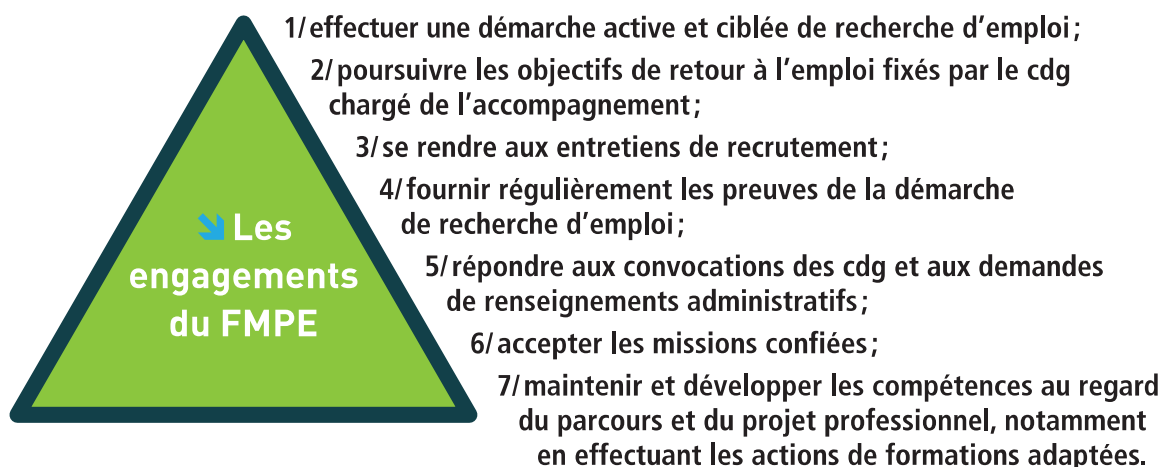 1/ effectuer une démarche active et ciblée de recherche d'emploi ;
2/ poursuivre les objectifs de retour à l'emploi fixés par le cdg
chargé de l'accompagnement ;
3/ se rendre aux entretiens de recrutement ;
4/ fournir régulièrement les preuves de la démarche
de recherche d'emploi ;
5/ répondre aux convocations des cdg et aux demandes
de renseignements administratifs ;
6/ accepter les missions confiées ;
7/ maintenir et développer les compétences au regard
du parcours et du projet professionnel, notamment
en effectuant les actions de formations adaptées.
Les
engagements
du FMPE